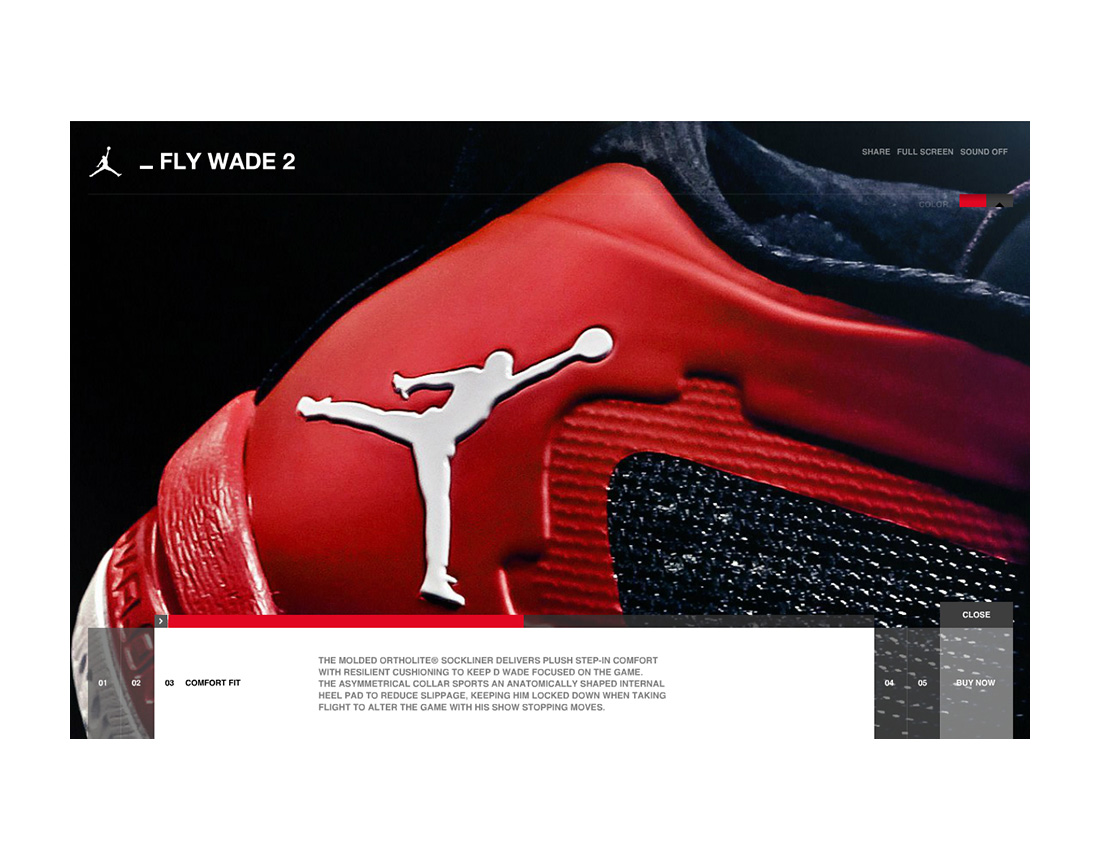 _ FLY WADE 2
SHARE FULL SCREEN SOUND OFF
COLOR
CLOSE
01
02
03 COMFORT FIT
THE MOLDED ORTHOLITE® SOCKLINER DELIVERS PLUSH STEP-IN COMFORT
WITH RESILIENT CUSHIONING TO KEEP D WADE FOCUSED ON THE GAME.
THE ASYMMETRICAL COLLAR SPORTS AN ANATOMICALLY SHAPED INTERNAL
HEEL PAD TO REDUCE SLIPPAGE, KEEPING HIM LOCKED DOWN WHEN TAKING
FLIGHT TO ALTER THE GAME WITH HIS SHOW STOPPING MOVES.
04
05
BUY NOW